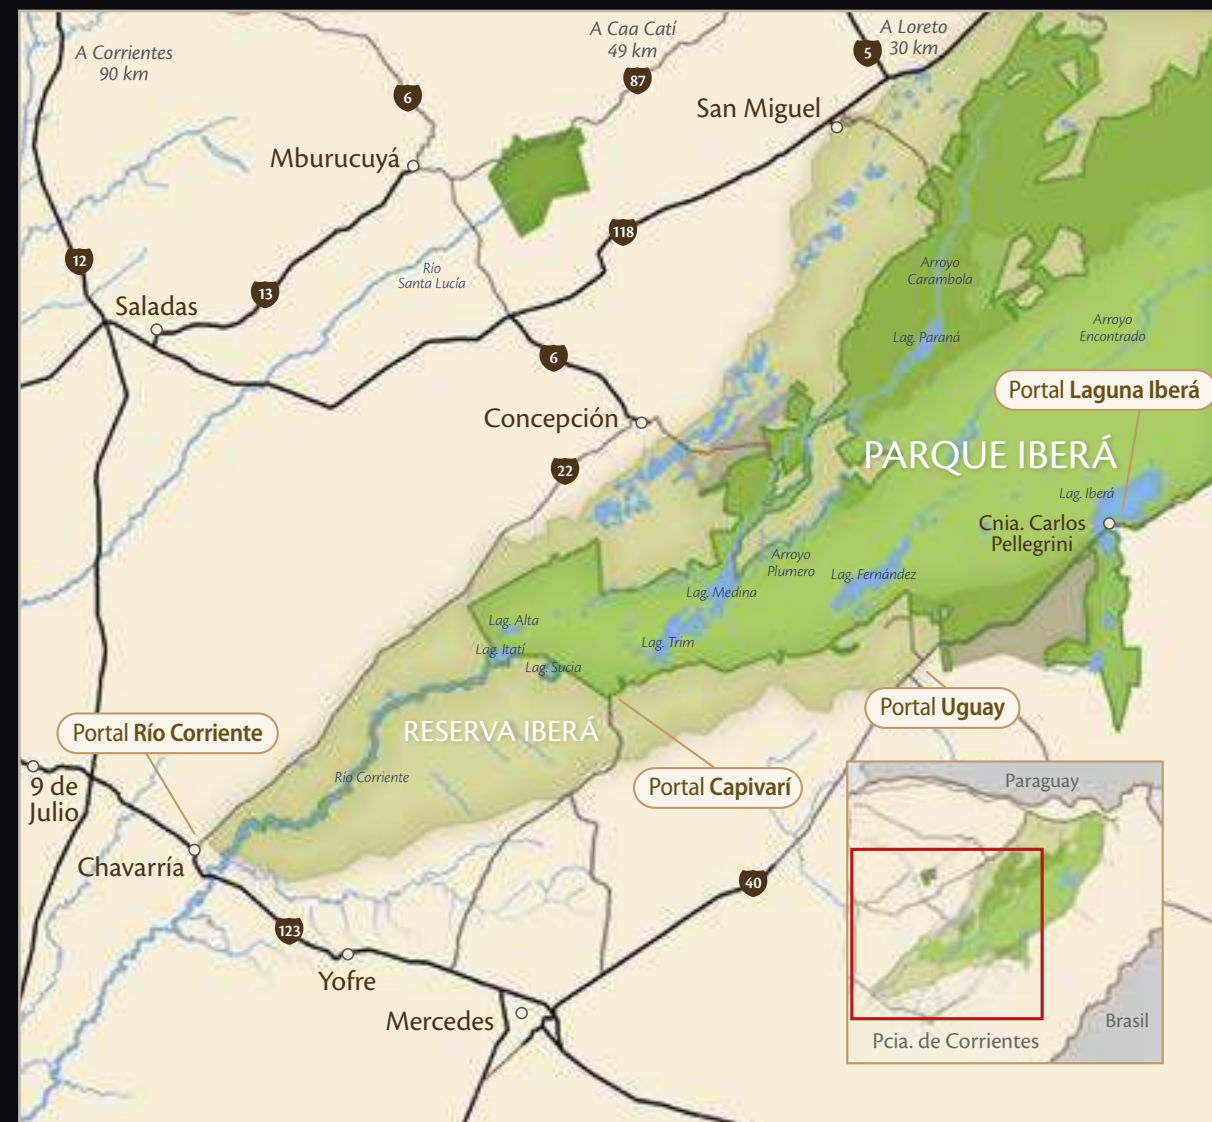 A Corrientes
90 km
A Caa Catí
49 km
A Loreto
30 km
5
87
6
San Miguel
Mburucuyá
118
12
13
Río
Santa Lucía
Arroyo
Carambola
Saladas
Lag. Paraná
Arroyo
Encontrado
6
Portal Laguna Iberá
Concepción
PARQUE IBERÁ
22
Lag. Iberá
Cnia. Carlos
Pellegrini
Arroyo
Plumero
Lag. Fernández
Lag. Medina
Lag. Alta
Lag. Itatí
Lag. Trim
Lag. Sucia
Portal Uguay
Portal Río Corriente
RESERVA IBERÁ
9 de
Julio
Río Corriente
Portal Capivarí
Paraguay
Chavarría
40
123
Yofre
Mercedes
Brasil
Pcia. de Corrientes